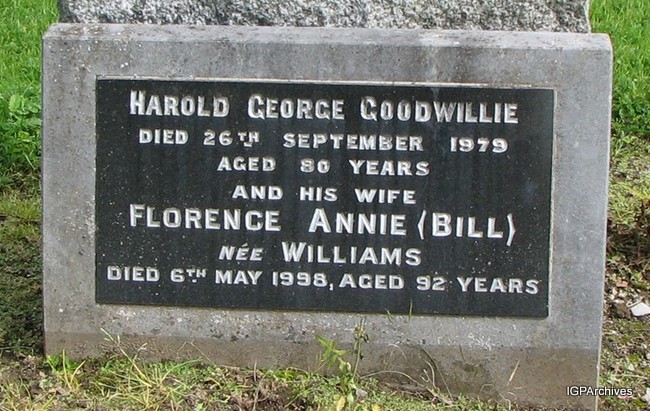 HAROLD GEORGE GOODWILLIE
DIED 26TH SEPTEMBER 1979
AGED 80 YEARS
AND HIS WIFE
FLORENCE ANNIE (BILL)
NÉE WILLIAMS
DIED 6TH MAY 1998, AGED 92 YEARS
IGPArchives